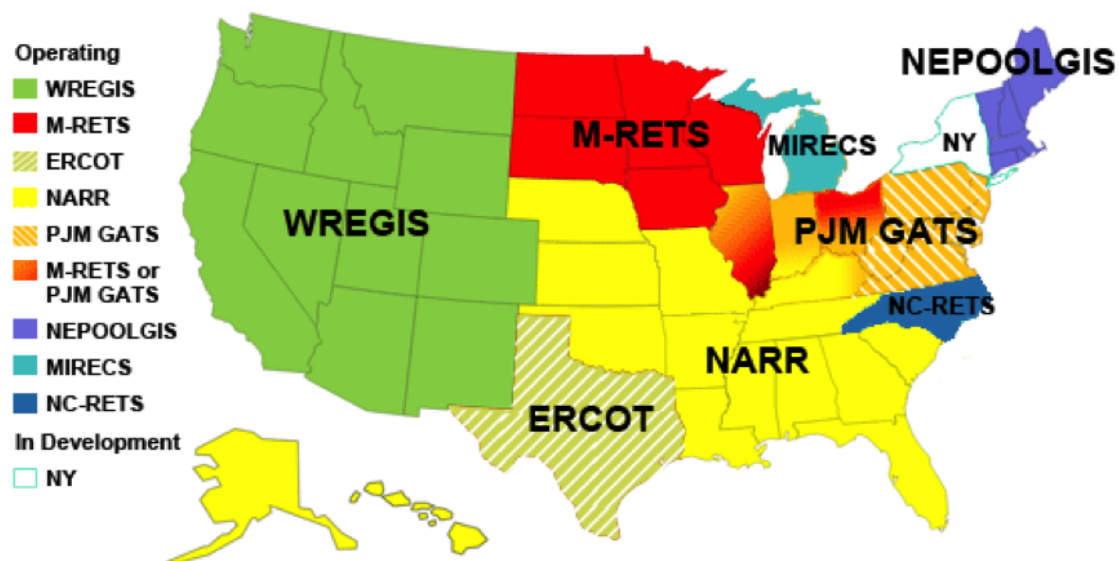 Operating
WREGIS
M-RETS
ERCOT
NARR
PJM GATS
M-RETS or
PJM GATS
NEPOOLGIS
MIRECS
NC-RETS
In Development
NY
NEPOOLGIS
M-RETS
MIRECS
NY
WREGIS
PJM GATS
NC-RETS
NARR
ERCOT